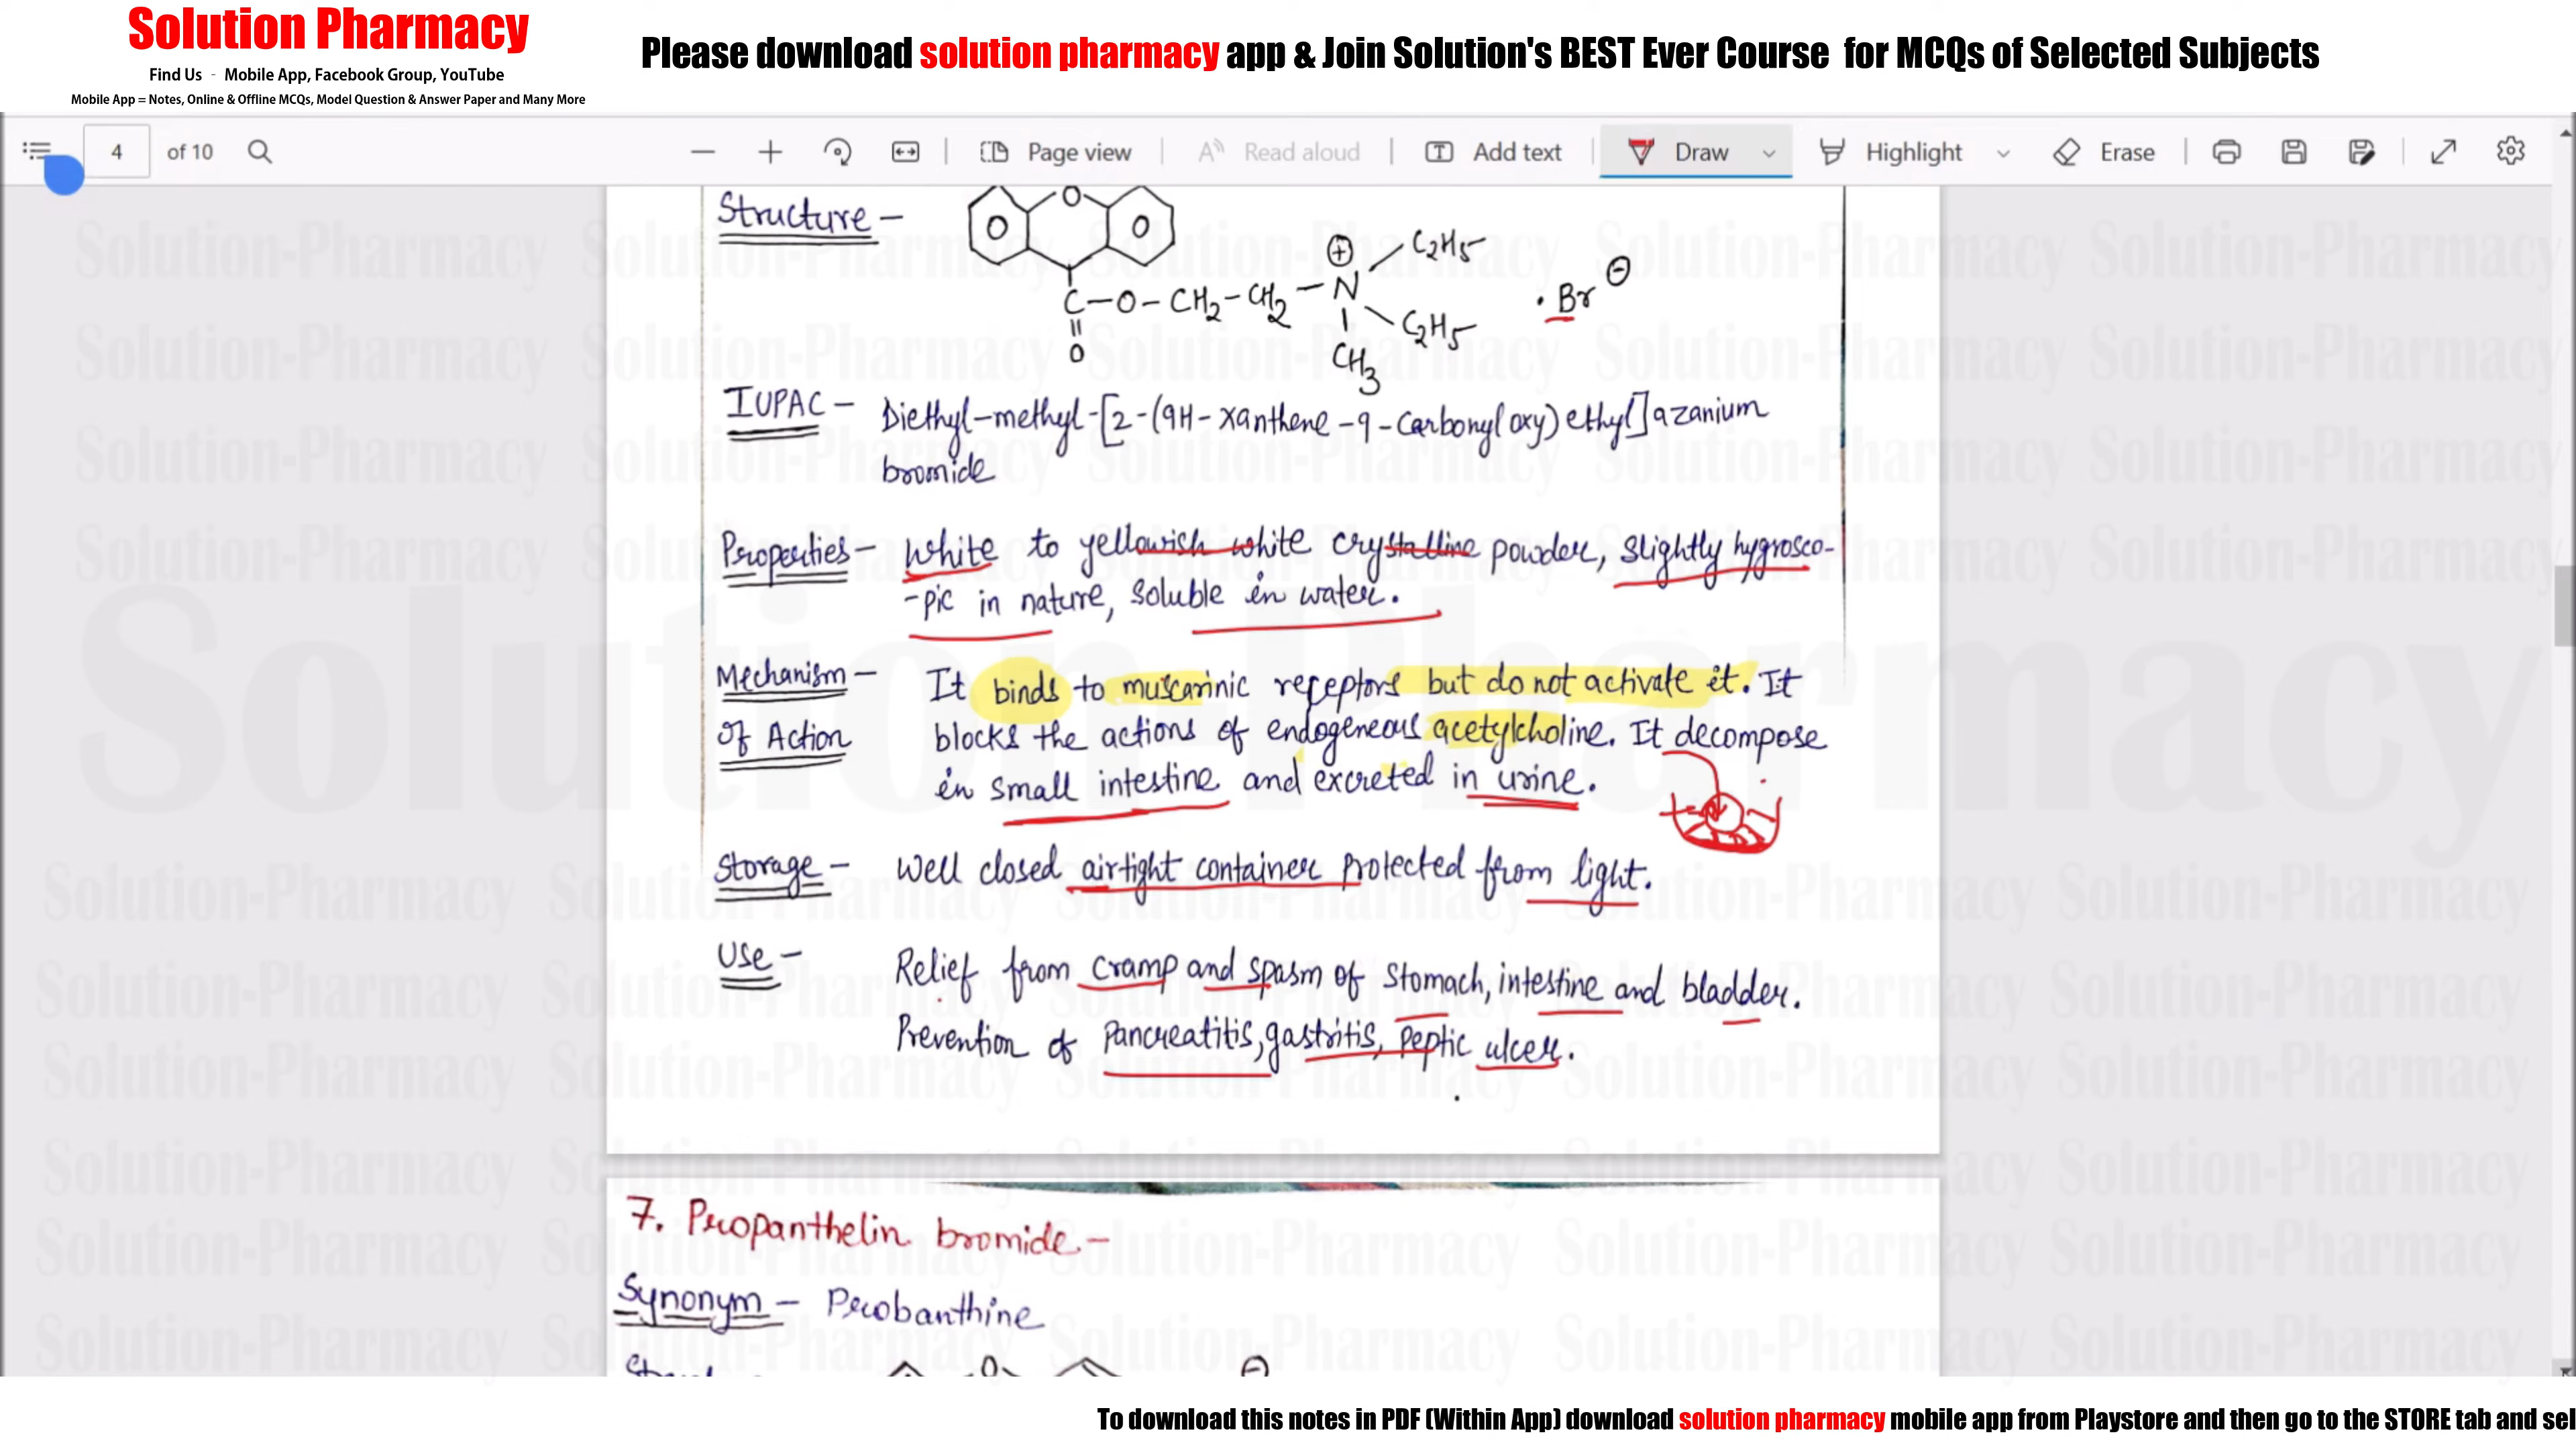 Solution Pharmacy
Find Us - Mobile App, Facebook Group, YouTube
Mobile App = Notes, Online & Offline MCQs, Model Question & Answer Paper and Many More
Please download solution pharmacy app & Join Solution's BEST Ever Course for MCQs of Selected Subjects
4 of 10 Page view Read aloud Add text Draw Highlight Erase
Structure -
O
O O
⊕ C2H5
C-O-CH2-CH2-N · Br ⊖
|| C2H5
O CH3
IUPAC - Diethyl-methyl-[2-(9H-xanthene-9-carbonyloxy)ethyl]azanium
bromide
Properties - White to yellowish white crystalline powder, slightly hygrosco-
-pic in nature, soluble in water.
Mechanism - It binds to muscarinic receptors but do not activate it. It
Of Action blocks the actions of endogeneous acetylcholine. It decompose
in small intestine and excreted in urine.
Storage - Well closed airtight container protected from light.
Use - Relief from cramp and spasm of stomach, intestine and bladder.
Prevention of pancreatitis, gastritis, peptic ulcer.
7. Propanthelin bromide -
Synonym - Probanthine
O ⊖
Solution-Pharmacy
To download this notes in PDF (Within App) download solution pharmacy mobile app from Playstore and then go to the STORE tab and sel